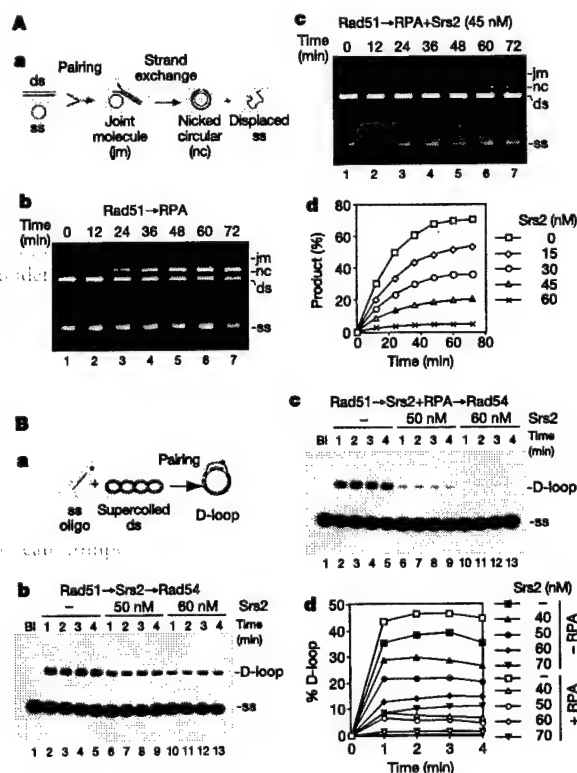 A
a
ds
Pairing
Strand
exchange
ss
Joint
molecule
(jm)
Nicked
circular
(nc)
Displaced
ss
b
Rad51→RPA
Time
(min)
0 12 24 36 48 60 72
-jm
-nc
ds
-ss
1 2 3 4 5 6 7
c
Rad51→RPA+Srs2 (45 nM)
Time
(min)
0 12 24 36 48 60 72
-jm
-nc
ds
-ss
1 2 3 4 5 6 7
d
Srs2 (nM)
0
15
30
45
60
Product (%)
80
60
40
20
0
0 20 40 60 80
Time (min)
B
a
Pairing
*
+
ss
oligo
Supercoiled
ds
D-loop
b
Rad51→Srs2→Rad54
– 50 nM 60 nM Srs2
Bl 1 2 3 4 1 2 3 4 1 2 3 4 Time
(min)
-D-loop
-ss
1 2 3 4 5 6 7 8 9 10 11 12 13
c
Rad51→Srs2+RPA→Rad54
– 50 nM 60 nM Srs2
Bl 1 2 3 4 1 2 3 4 1 2 3 4 Time
(min)
-D-loop
-ss
1 2 3 4 5 6 7 8 9 10 11 12 13
d
Srs2 (nM)
–
40
50
60
70
– RPA
–
40
50
60
70
+ RPA
% D-loop
50
40
30
20
10
0
0 1 2 3 4
Time (min)